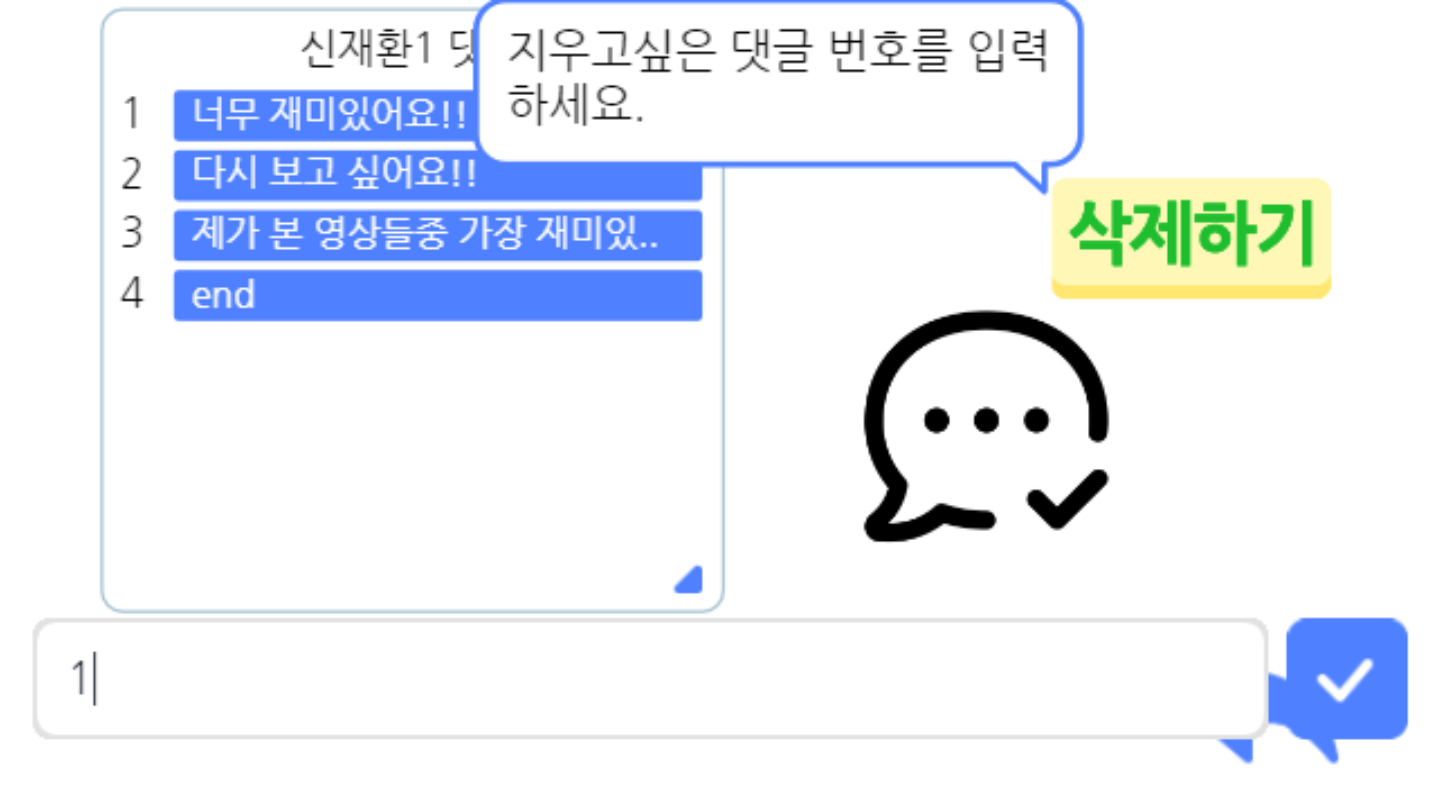 신재환1
지우고싶은 댓글 번호를 입력
하세요.
1 너무 재미있어요!!
2 다시 보고 싶어요!!
3 제가 본 영상들중 가장 재미있..
4 end
삭제하기
1